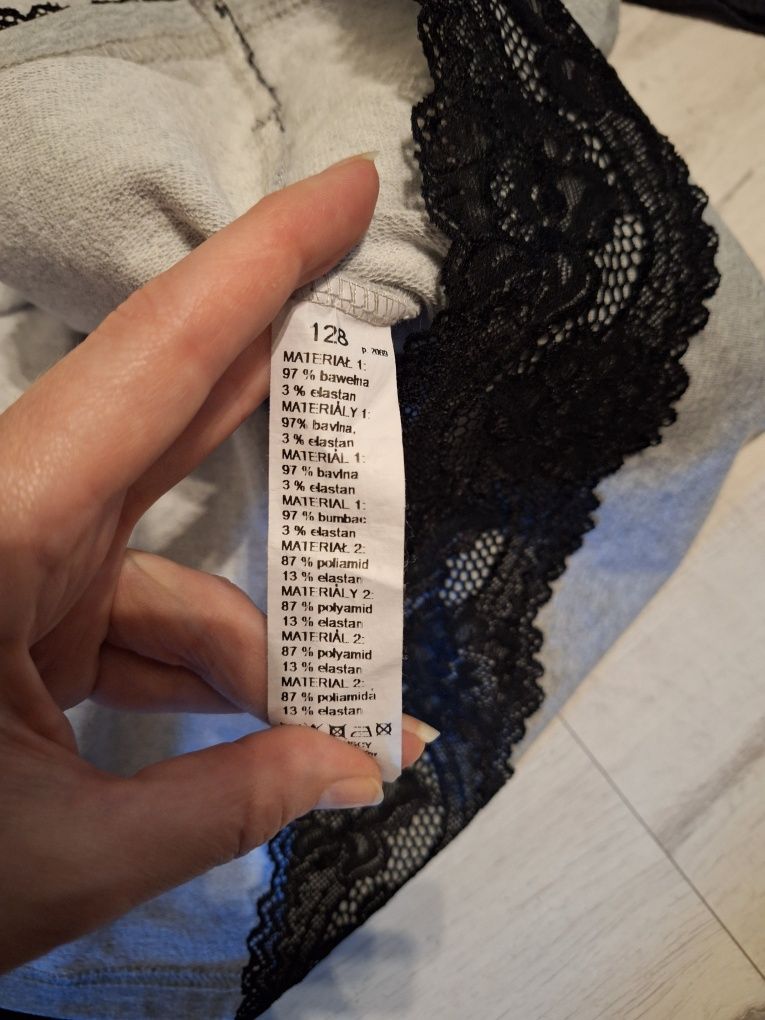 128
MATERIAŁ 1:
97 % bawełna
3 % elastan
MATERIÁLY 1:
97% bavlna,
3 % elastan
MATERIÁL 1:
97 % bavlna
3 % elastan
MATERIAL 1:
97 % bumbac
3 % elastan
MATERIAŁ 2:
87 % poliamid
13 % elastan
MATERIÁLY 2:
87 % polyamid
13 % elastan
MATERIÁL 2:
87 % polyamid
13 % elastan
MATERIAL 2:
87 % poliamidă
13 % elastan